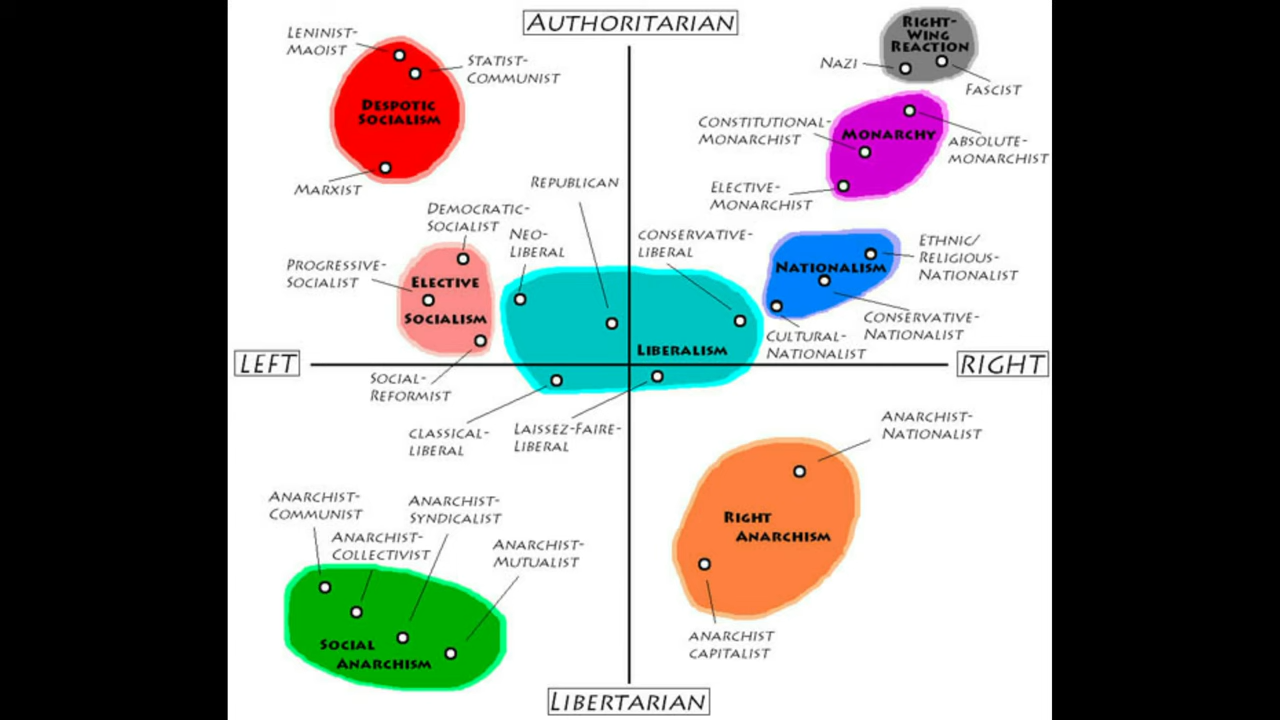 AUTHORITARIAN
RIGHT-
WING
REACTION
LENINIST-
MAOIST
STATIST-
COMMUNIST
NAZI
FASCIST
DESPOTIC
SOCIALISM
CONSTITUTIONAL-
MONARCHIST
MONARCHY
ABSOLUTE-
MONARCHIST
MARXIST
REPUBLICAN
ELECTIVE-
MONARCHIST
DEMOCRATIC-
SOCIALIST
NEO-
LIBERAL
CONSERVATIVE-
LIBERAL
ETHNIC/
RELIGIOUS-
NATIONALIST
PROGRESSIVE-
SOCIALIST
ELECTIVE
SOCIALISM
NATIONALISM
CONSERVATIVE-
NATIONALIST
CULTURAL-
NATIONALIST
LIBERALISM
LEFT
RIGHT
SOCIAL-
REFORMIST
CLASSICAL-
LIBERAL
LAISSEZ-FAIRE-
LIBERAL
ANARCHIST-
NATIONALIST
ANARCHIST-
COMMUNIST
ANARCHIST-
SYNDICALIST
ANARCHIST-
COLLECTIVIST
ANARCHIST-
MUTUALIST
RIGHT
ANARCHISM
SOCIAL
ANARCHISM
ANARCHIST
CAPITALIST
LIBERTARIAN